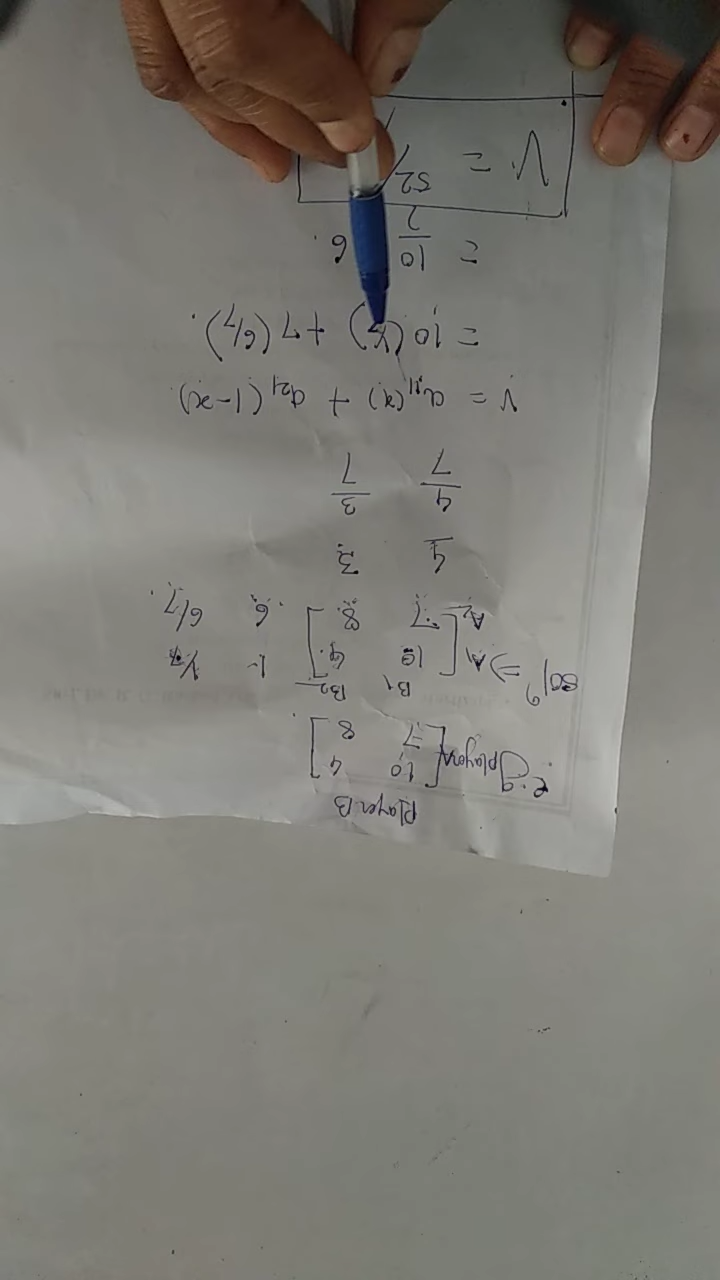 Player B
e.g Player A [ 10 4
7 8 ].
B1 B2
Sol^n ⇒ A1 [ 10 4 1 1/7
A2 7 8 ] 6 6/7
4 3
4/7 3/7
V = a11(x) + a21(1-x)
= 10(1/7) + 7(6/7).
= 10/7 6.
V = 52/